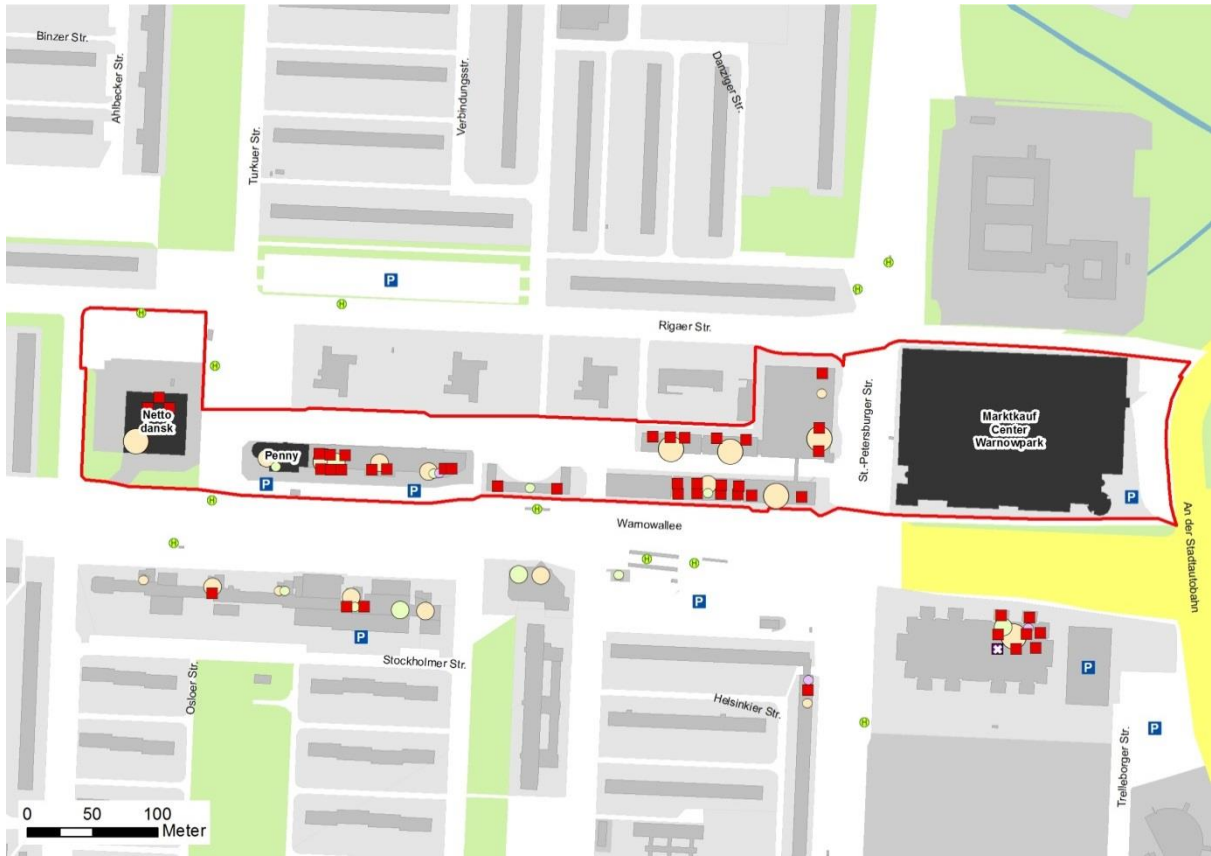 Binzer Str.
Ahlbecker Str.
Turkuer Str.
Verbindungsstr.
Danziger Str.
P
H
H
H
H
Rigaer Str.
H
St.-Petersburger Str.
Netto
dansk
Penny
Marktkauf
Center
Warnowpark
P
P
P
H
H
Warnowallee
An der Stadtautobahn
H
H
H
P
P
Stockholmer Str.
P
Osloer Str.
Helsinkier Str.
H
P
Trelleborger Str.
0 50 100
Meter